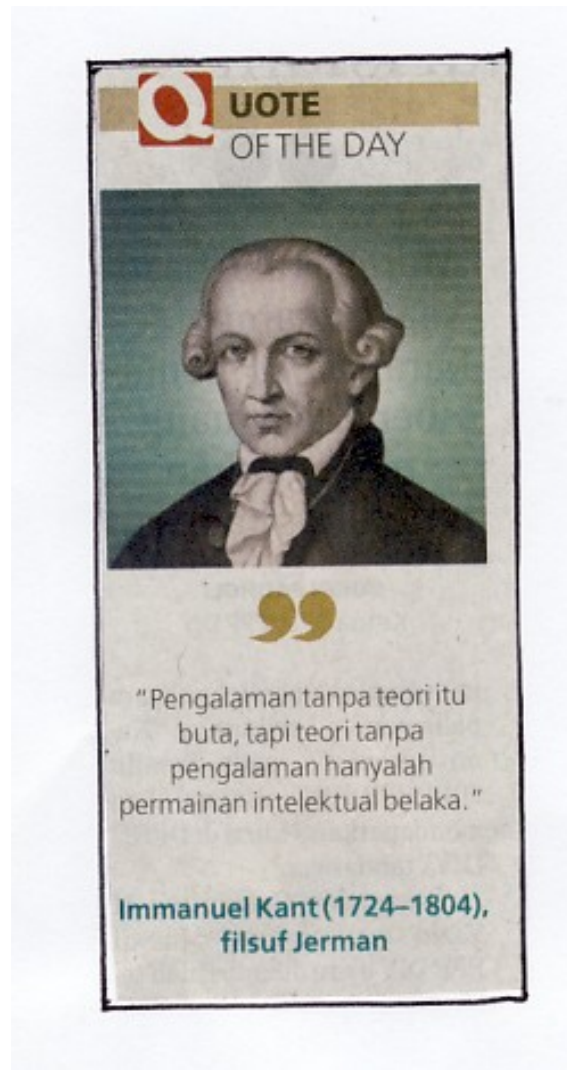 QUOTE
OF THE DAY
"Pengalaman tanpa teori itu
buta, tapi teori tanpa
pengalaman hanyalah
permainan intelektual belaka."
Immanuel Kant (1724–1804),
filsuf Jerman